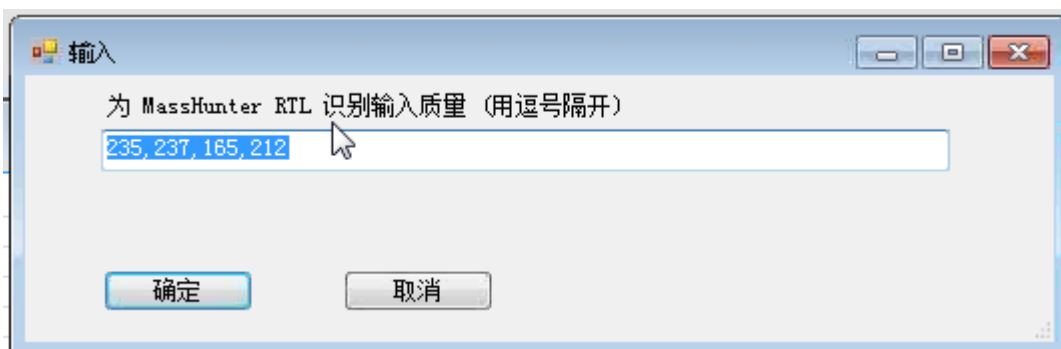 输入
为 MassHunter RTL 识别输入质量 (用逗号隔开)
235,237,165,212
确定 取消